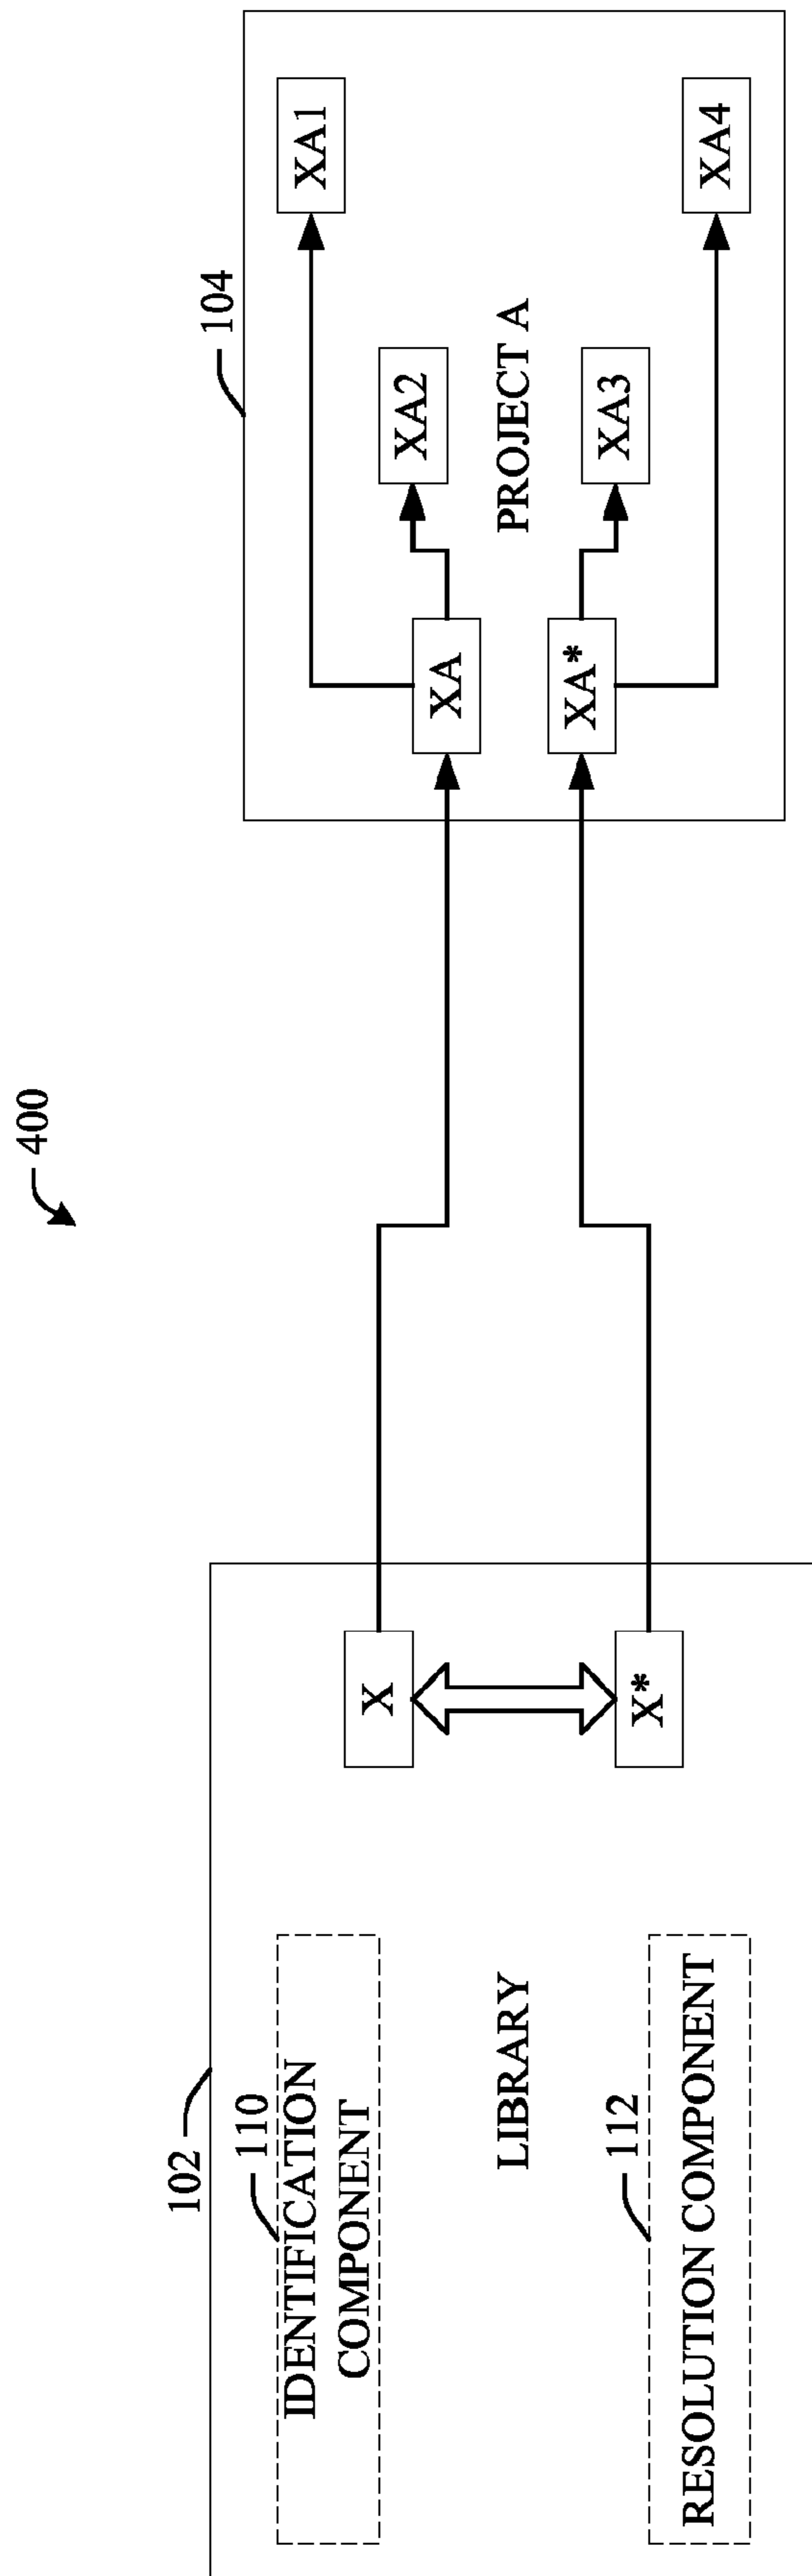 400
102
110
IDENTIFICATION
COMPONENT
LIBRARY
112
RESOLUTION COMPONENT
X
X*
104
XA
XA*
XA2
XA3
PROJECT A
XA1
XA4